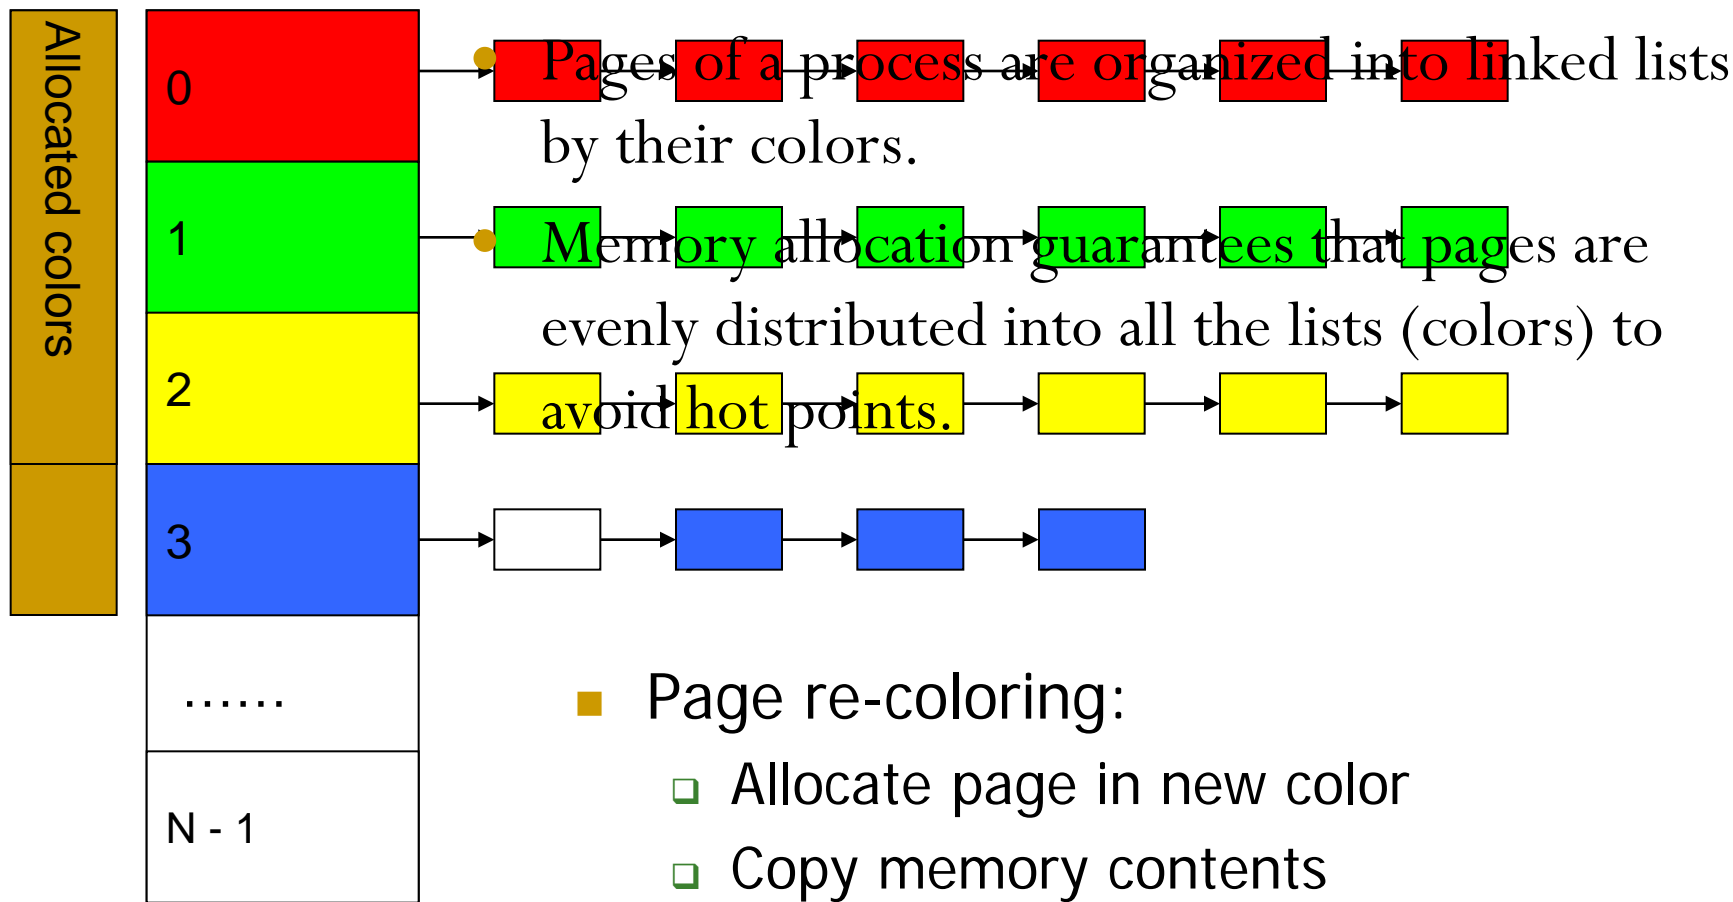 Allocated colors
0
Pages of a process are organized into linked lists
by their colors.
1
Memory allocation guarantees that pages are
evenly distributed into all the lists (colors) to
2
avoid hot points.
3
......
Page re-coloring:
Allocate page in new color
N - 1
Copy memory contents